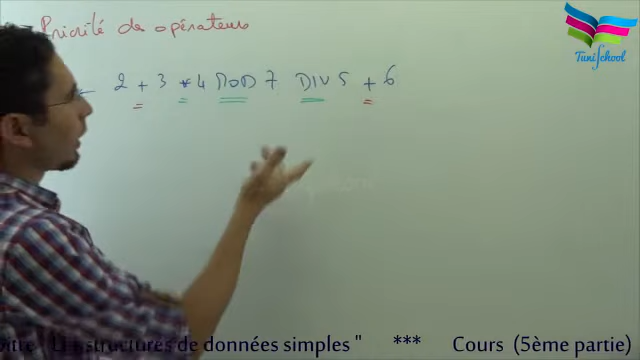 Priorité des opérateurs
← 2 + 3 * 4 MOD 7 DIV 5 + 6
TuniSchool
Les structures de données simples " *** Cours (5ème partie)